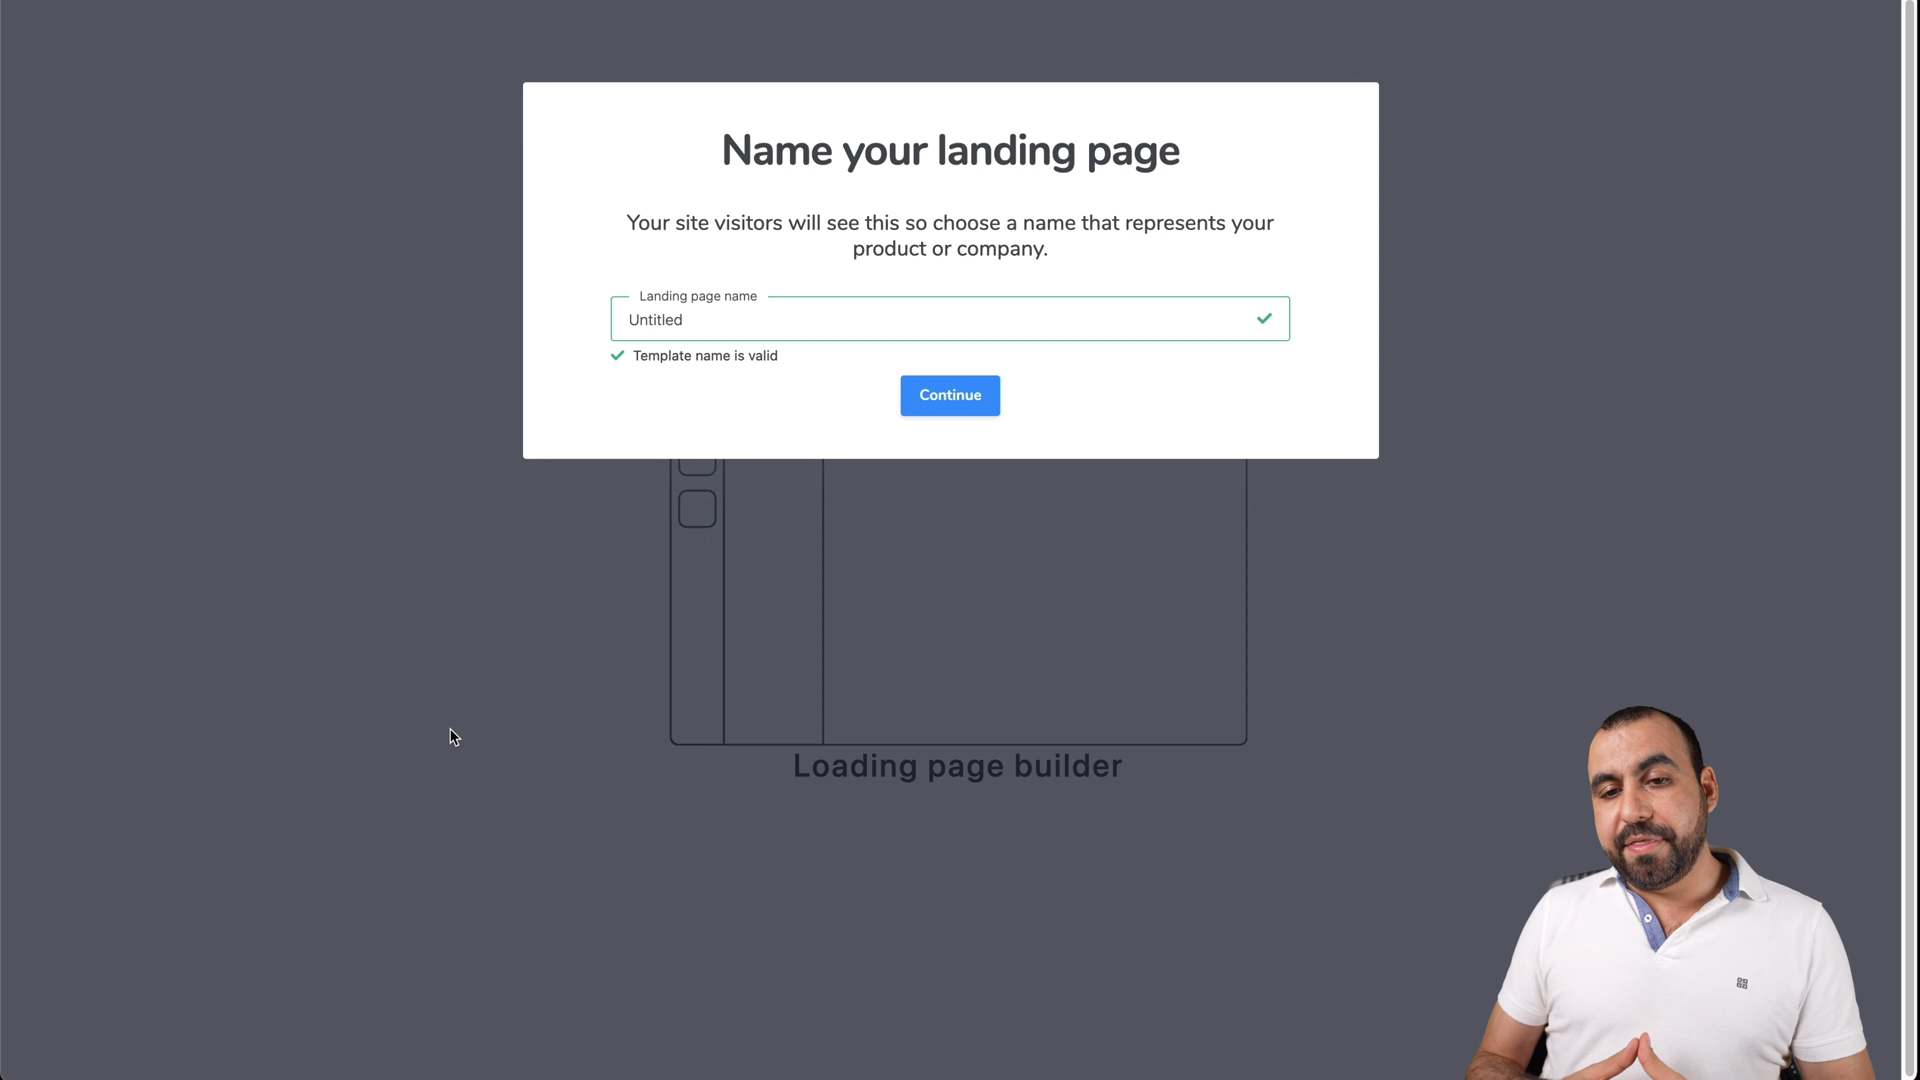 Name your landing page
Your site visitors will see this so choose a name that represents your
product or company.
Landing page name
Untitled
Template name is valid
Continue
Loading page builder